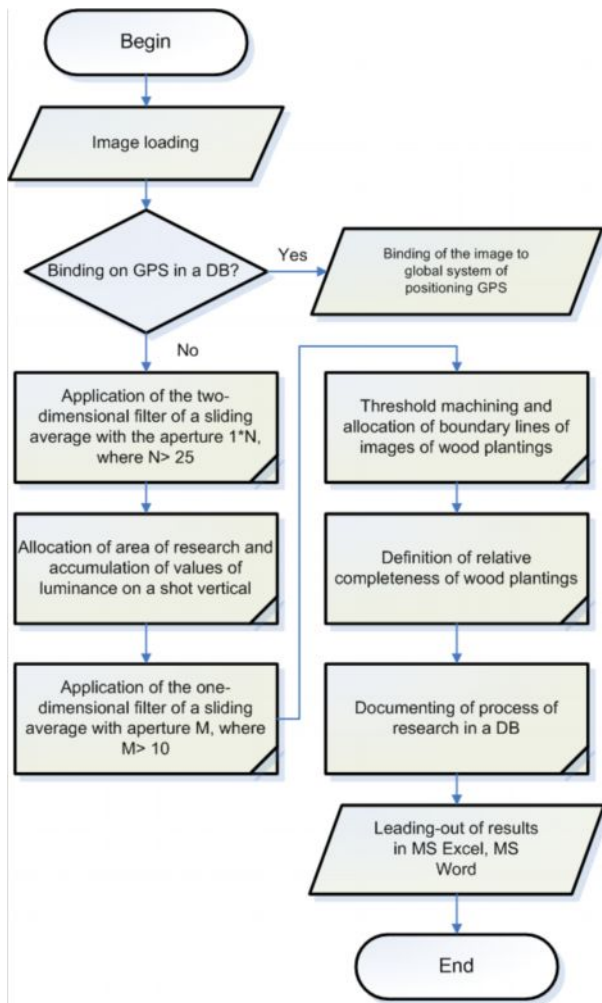 Begin
Image loading
Binding on GPS in a DB?
Yes
Binding of the image to
global system of
positioning GPS
No
Application of the two-
dimensional filter of a sliding
average with the aperture 1*N,
where N> 25
Allocation of area of research and
accumulation of values of
luminance on a shot vertical
Application of the one-
dimensional filter of a sliding
average with aperture M, where
M> 10
Threshold machining and
allocation of boundary lines of
images of wood plantings
Definition of relative
completeness of wood plantings
Documenting of process of
research in a DB
Leading-out of results
in MS Excel, MS
Word
End